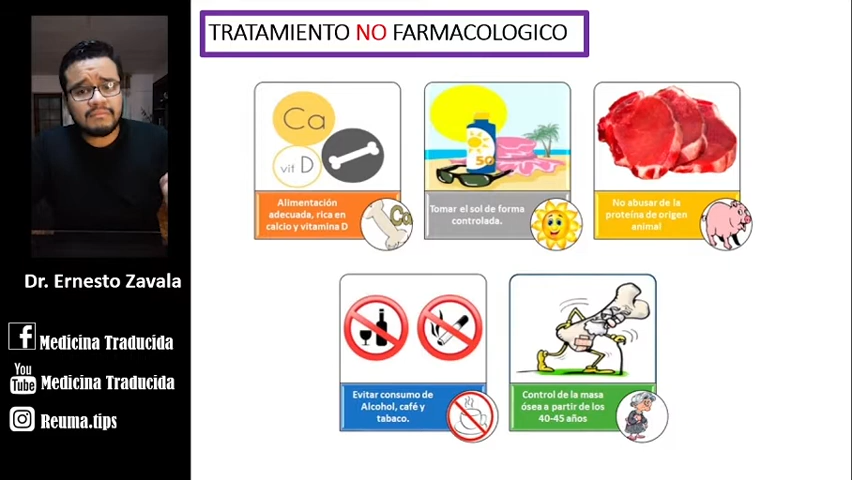 TRATAMIENTO NO FARMACOLOGICO
Ca
vit D
Alimentación
adecuada, rica en
calcio y vitamina D
Ca
50
Tomar el sol de forma
controlada.
No abusar de la
proteína de origen
animal
Evitar consumo de
Alcohol, café y
tabaco.
Control de la masa
ósea a partir de los
40-45 años
Dr. Ernesto Zavala
f Medicina Traducida
You
Tube Medicina Traducida
Reuma.tips